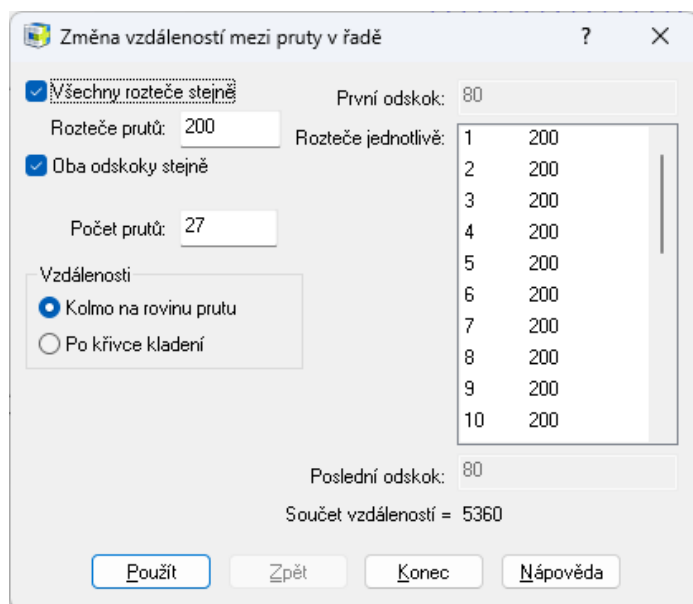 Změna vzdáleností mezi pruty v řadě ? ✕
Všechny rozteče stejně
Rozteče prutů: 200
Oba odskoky stejně
Počet prutů: 27
Vzdálenosti
Kolmo na rovinu prutu
Po křivce kladení
První odskok: 80
Rozteče jednotlivě:
1 200
2 200
3 200
4 200
5 200
6 200
7 200
8 200
9 200
10 200
Poslední odskok: 80
Součet vzdáleností = 5360
Použít Zpět Konec Nápověda